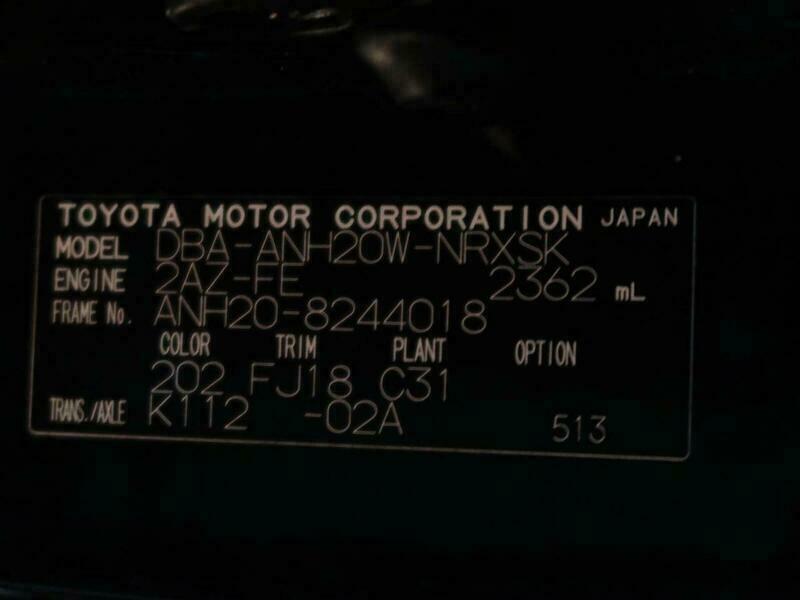 TOYOTA MOTOR CORPORATION JAPAN
MODEL DBA-ANH20W-NRXSK
ENGINE 2AZ-FE 2362 mL
FRAME No. ANH20-8244018
COLOR TRIM PLANT OPTION
202 FJ18 C31
TRANS./AXLE K112 -02A 513